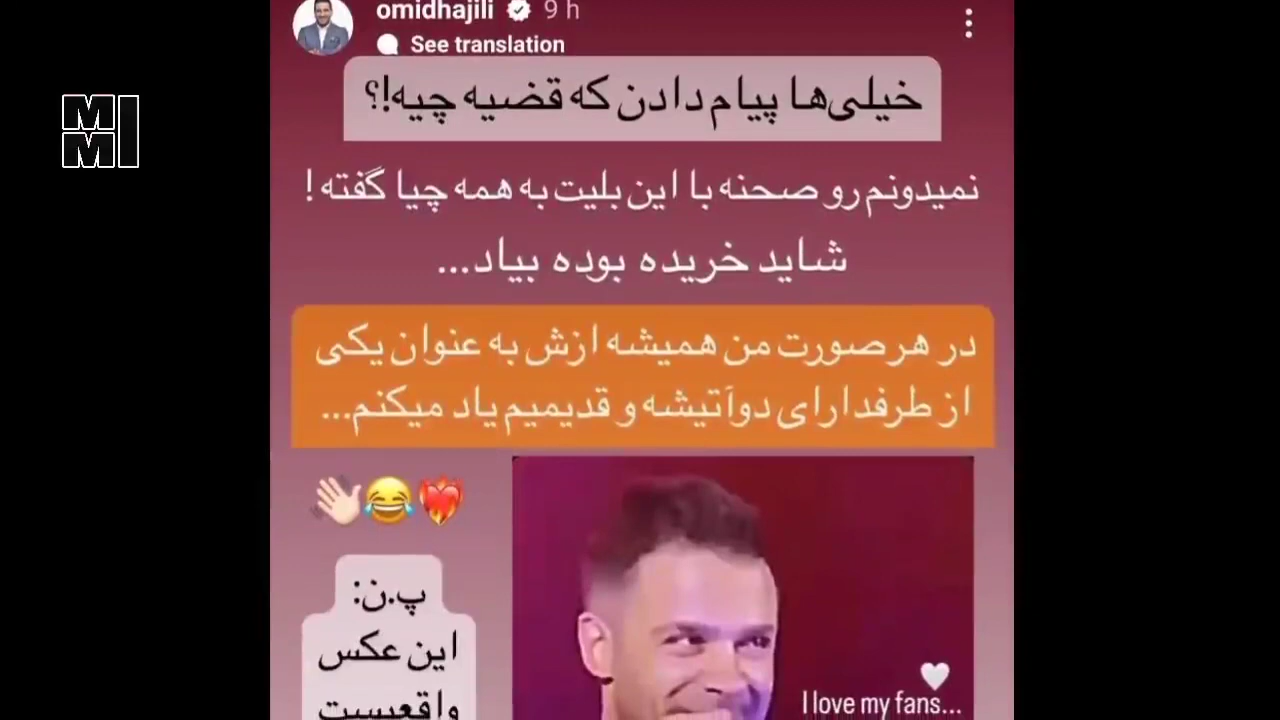 omidhajili 9 h
See translation
MMI
خیلی‌ها پیام دادن که قضیه چیه!؟
نمیدونم رو صحنه با این بلیت به همه چیا گفته !
شاید خریده بوده بیاد...
در هرصورت من همیشه ازش به عنوان یکی
از طرفدارای دوآتیشه و قدیمیم یاد میکنم...
پ.ن:
این عکس
واقعیست
I love my fans...